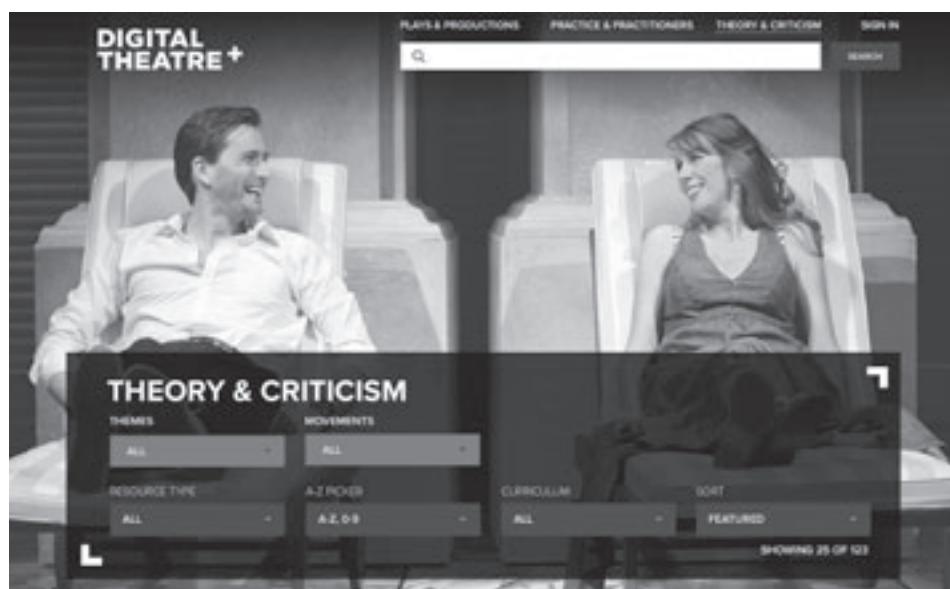 PLAYS & PRODUCTIONS PRACTICE & PRACTITIONERS THEORY & CRITICISM SIGN IN
DIGITAL
THEATRE+
SEARCH
THEORY & CRITICISM
THEMES MOVEMENTS
ALL ALL
RESOURCE TYPE A-Z PICKER CURRICULUM SORT
ALL A-Z, 0-9 ALL FEATURED
SHOWING 25 OF 123